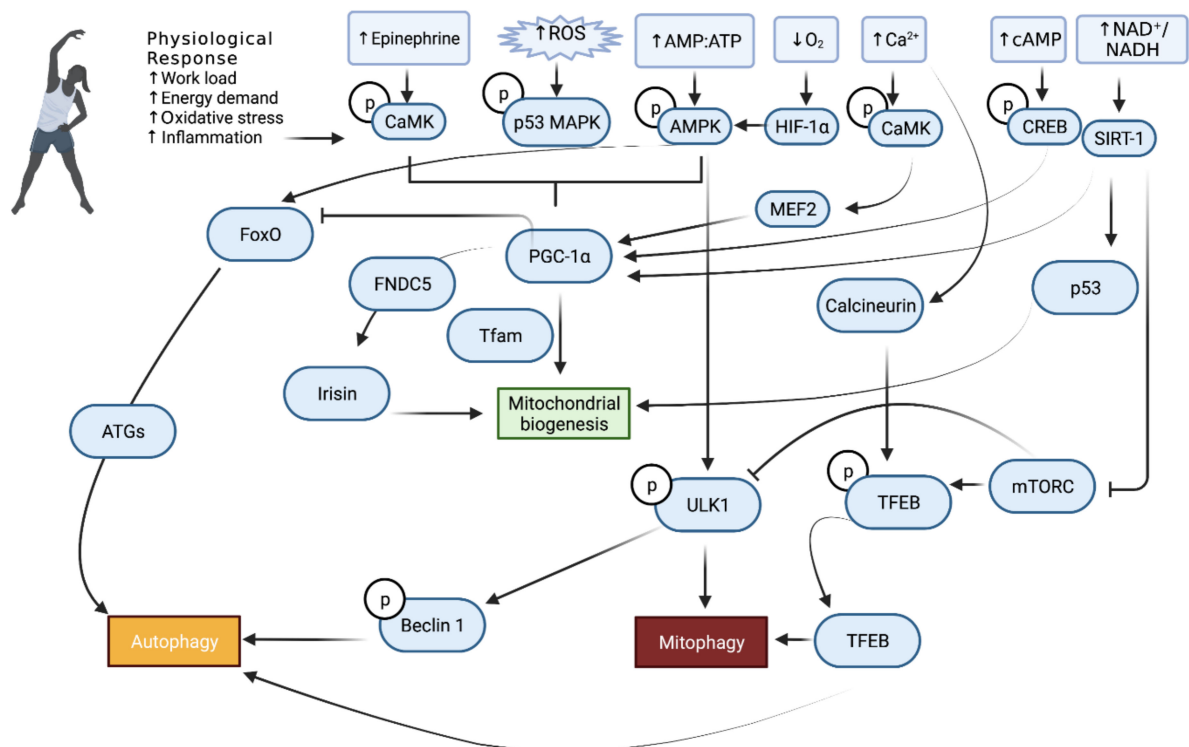 Physiological
Response
↑Work load
↑Energy demand
↑Oxidative stress
↑ Inflammation
↑Epinephrine
↑ROS
↑AMP:ATP
↓O₂
↑Ca²⁺
↑cAMP
↑NAD⁺/
NADH
p
CaMK
p
p53 MAPK
p
AMPK
HIF-1α
p
CaMK
p
CREB
SIRT-1
FoxO
PGC-1α
MEF2
FNDC5
Calcineurin
p53
Tfam
Irisin
Mitochondrial
biogenesis
ATGs
p
ULK1
p
TFEB
mTORC
p
Beclin 1
Autophagy
Mitophagy
TFEB